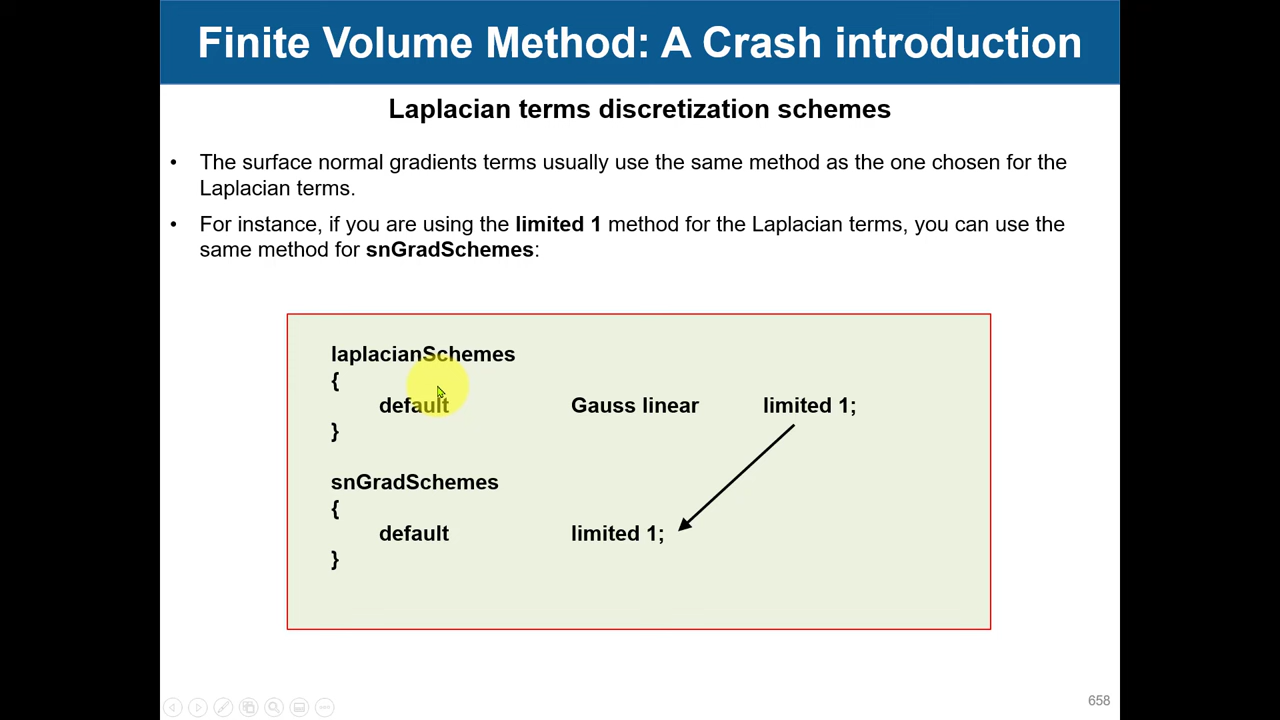 Finite Volume Method: A Crash introduction
Laplacian terms discretization schemes
• The surface normal gradients terms usually use the same method as the one chosen for the
Laplacian terms.
• For instance, if you are using the limited 1 method for the Laplacian terms, you can use the
same method for snGradSchemes:
laplacianSchemes
{
default Gauss linear limited 1;
}
snGradSchemes
{
default limited 1;
}
658